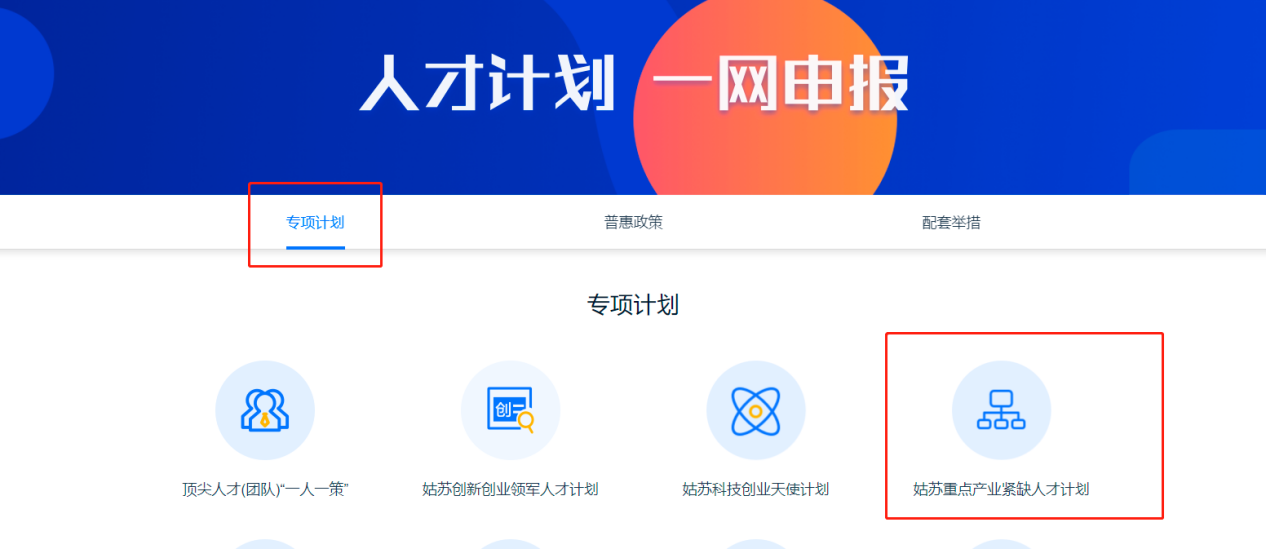 人才计划 一网申报
专项计划 普惠政策 配套举措
专项计划
创
顶尖人才(团队)“一人一策” 姑苏创新创业领军人才计划 姑苏科技创业天使计划 姑苏重点产业紧缺人才计划